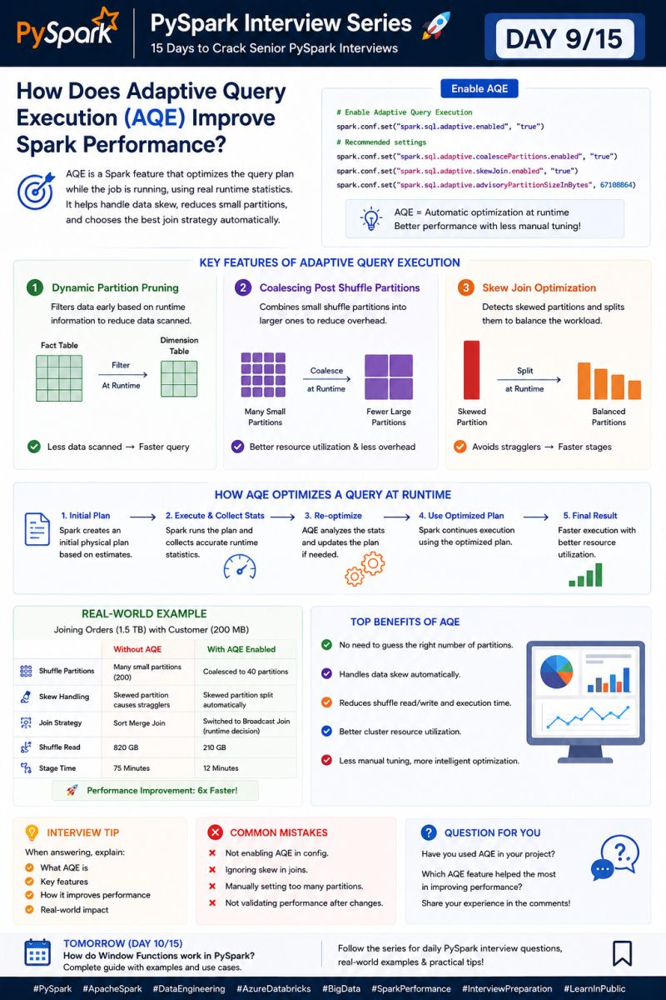 PySpark
PySpark Interview Series
15 Days to Crack Senior PySpark Interviews
DAY 9/15
How Does Adaptive Query
Execution (AQE) Improve
Spark Performance?
AQE is a Spark feature that optimizes the query plan
while the job is running, using real runtime statistics.
It helps handle data skew, reduces small partitions,
and chooses the best join strategy automatically.
Enable AQE
# Enable Adaptive Query Execution
spark.conf.set("spark.sql.adaptive.enabled", "true")
# Recommended settings
spark.conf.set("spark.sql.adaptive.coalescePartitions.enabled", "true")
spark.conf.set("spark.sql.adaptive.skewJoin.enabled", "true")
spark.conf.set("spark.sql.adaptive.advisoryPartitionSizeInBytes", 67108864)
AQE = Automatic optimization at runtime
Better performance with less manual tuning!
KEY FEATURES OF ADAPTIVE QUERY EXECUTION
1 Dynamic Partition Pruning
Filters data early based on runtime
information to reduce data scanned.
Fact Table
Filter
At Runtime
Dimension
Table
Less data scanned → Faster query
2 Coalescing Post Shuffle Partitions
Combines small shuffle partitions into
larger ones to reduce overhead.
Coalesce
at Runtime
Many Small
Partitions
Fewer Large
Partitions
Better resource utilization & less overhead
3 Skew Join Optimization
Detects skewed partitions and splits
them to balance the workload.
Split
at Runtime
Skewed
Partition
Balanced
Partitions
Avoids stragglers → Faster stages
HOW AQE OPTIMIZES A QUERY AT RUNTIME
1. Initial Plan
Spark creates an
initial physical plan
based on estimates.
2. Execute & Collect Stats
Spark runs the plan and
collects accurate runtime
statistics.
3. Re-optimize
AQE analyzes the stats
and updates the plan
if needed.
4. Use Optimized Plan
Spark continues execution
using the optimized plan.
5. Final Result
Faster execution with
better resource
utilization.
REAL-WORLD EXAMPLE
Joining Orders (1.5 TB) with Customer (200 MB)
Without AQE With AQE Enabled
Shuffle Partitions Many small partitions (200) Coalesced to 40 partitions
Skew Handling Skewed partition causes stragglers Skewed partition split automatically
Join Strategy Sort Merge Join Switched to Broadcast Join (runtime decision)
Shuffle Read 820 GB 210 GB
Stage Time 75 Minutes 12 Minutes
Performance Improvement: 6x Faster!
TOP BENEFITS OF AQE
No need to guess the right number of partitions.
Handles data skew automatically.
Reduces shuffle read/write and execution time.
Better cluster resource utilization.
Less manual tuning, more intelligent optimization.
INTERVIEW TIP
When answering, explain:
What AQE is
Key features
How it improves performance
Real-world impact
COMMON MISTAKES
Not enabling AQE in config.
Ignoring skew in joins.
Manually setting too many partitions.
Not validating performance after changes.
? QUESTION FOR YOU
Have you used AQE in your project?
Which AQE feature helped the most
in improving performance?
Share your experience in the comments!
?
TOMORROW (DAY 10/15)
How do Window Functions work in PySpark?
Complete guide with examples and use cases.
Follow the series for daily PySpark interview questions,
real-world examples & practical tips!
#PySpark #ApacheSpark #DataEngineering #AzureDatabricks #BigData #SparkPerformance #InterviewPreparation #LearnInPublic